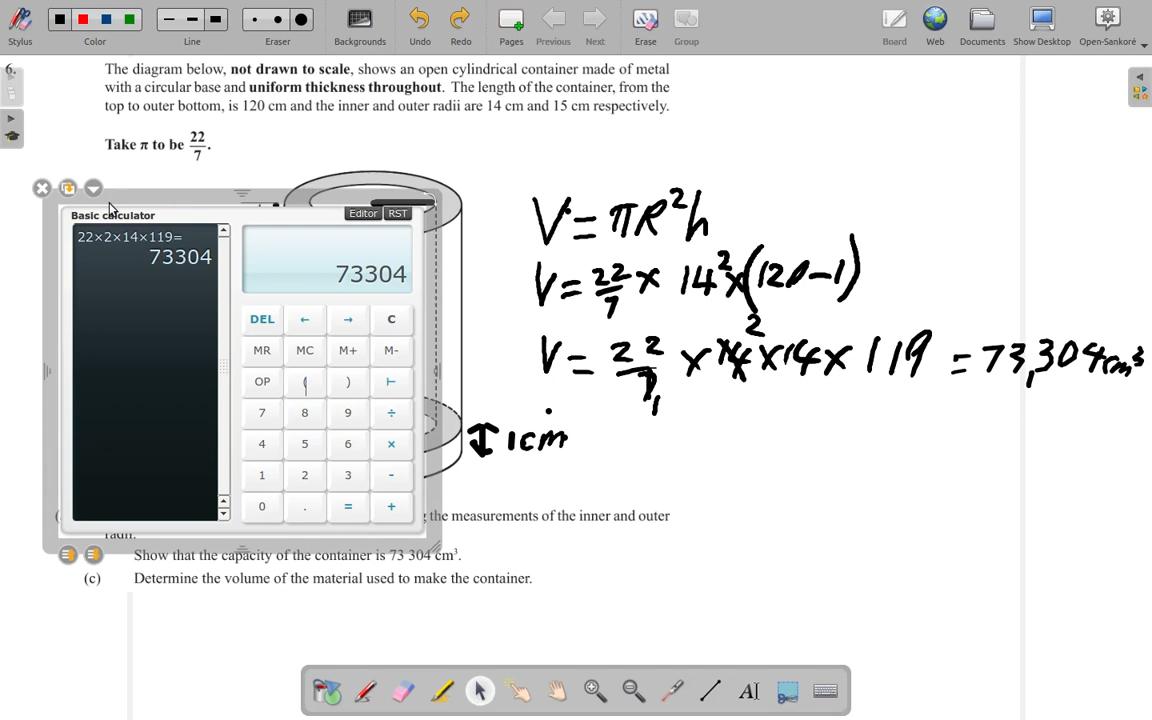 Stylus Color Line Eraser Backgrounds Undo Redo Pages Previous Next Erase Group Board Web Documents Show Desktop Open-Sankoré
6. The diagram below, not drawn to scale, shows an open cylindrical container made of metal
with a circular base and uniform thickness throughout. The length of the container, from the
top to outer bottom, is 120 cm and the inner and outer radii are 14 cm and 15 cm respectively.
Take π to be 22/7.
Basic calculator Editor RST
22×2×14×119=
73304
73304
DEL ← → C
MR MC M+ M-
OP ( ) ⊢
7 8 9 ÷
4 5 6 ×
1 2 3 -
0 . = +
V = πR²h
V = 22/7 × 14² × (120-1)
V = 22/7 × 14 × 14 × 119 = 73,304cm³
2
1
1cm
( g the measurements of the inner and outer
radii.
Show that the capacity of the container is 73 304 cm³.
(c) Determine the volume of the material used to make the container.